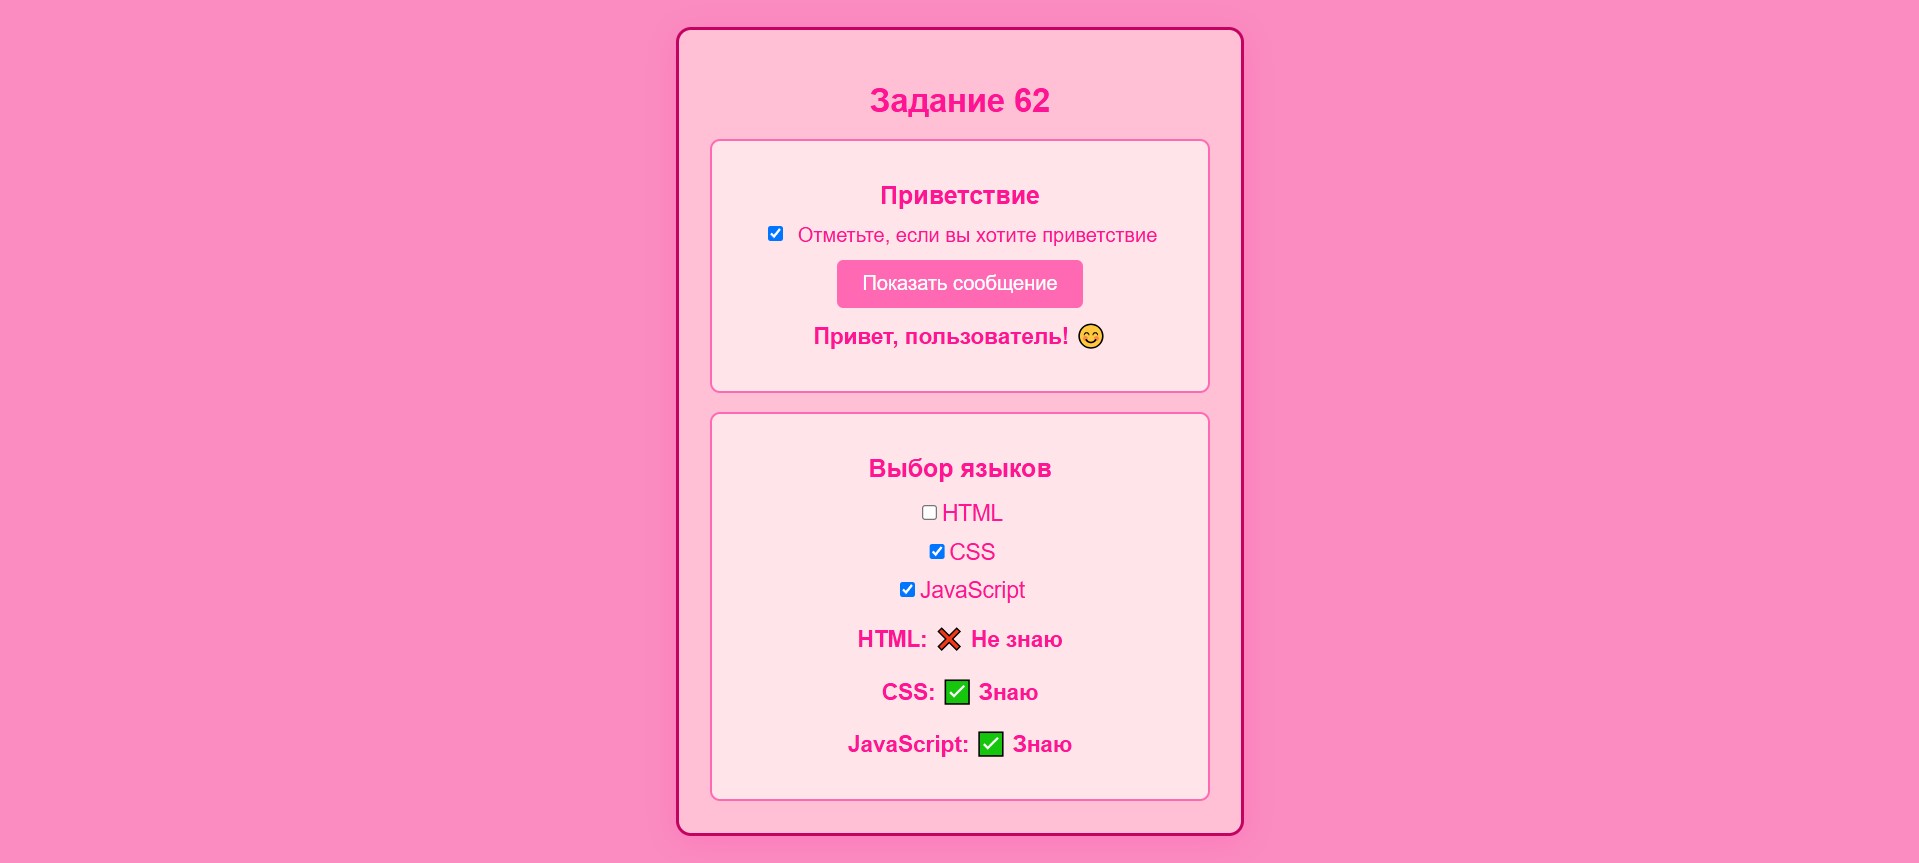 Задание 62
Приветствие
Отметьте, если вы хотите приветствие
Показать сообщение
Привет, пользователь! 😊
Выбор языков
HTML
CSS
JavaScript
HTML: ❌ Не знаю
CSS: ✅ Знаю
JavaScript: ✅ Знаю